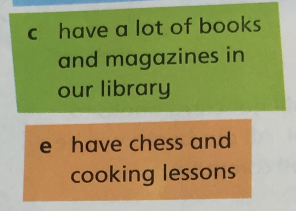 c have a lot of books
and magazines in
our library
e have chess and
cooking lessons